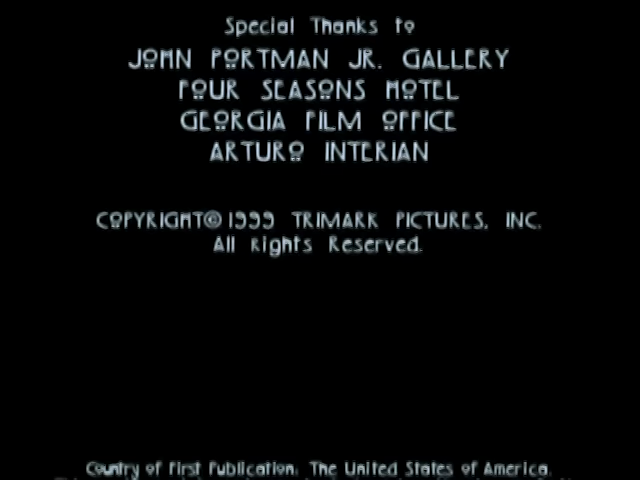 Special Thanks to
JOHN PORTMAN JR. GALLERY
FOUR SEASONS HOTEL
GEORGIA FILM OFFICE
ARTURO INTERIAN
COPYRIGHT© 1999 TRIMARK PICTURES, INC.
All Rights Reserved.
Country of First Publication: The United States of America.